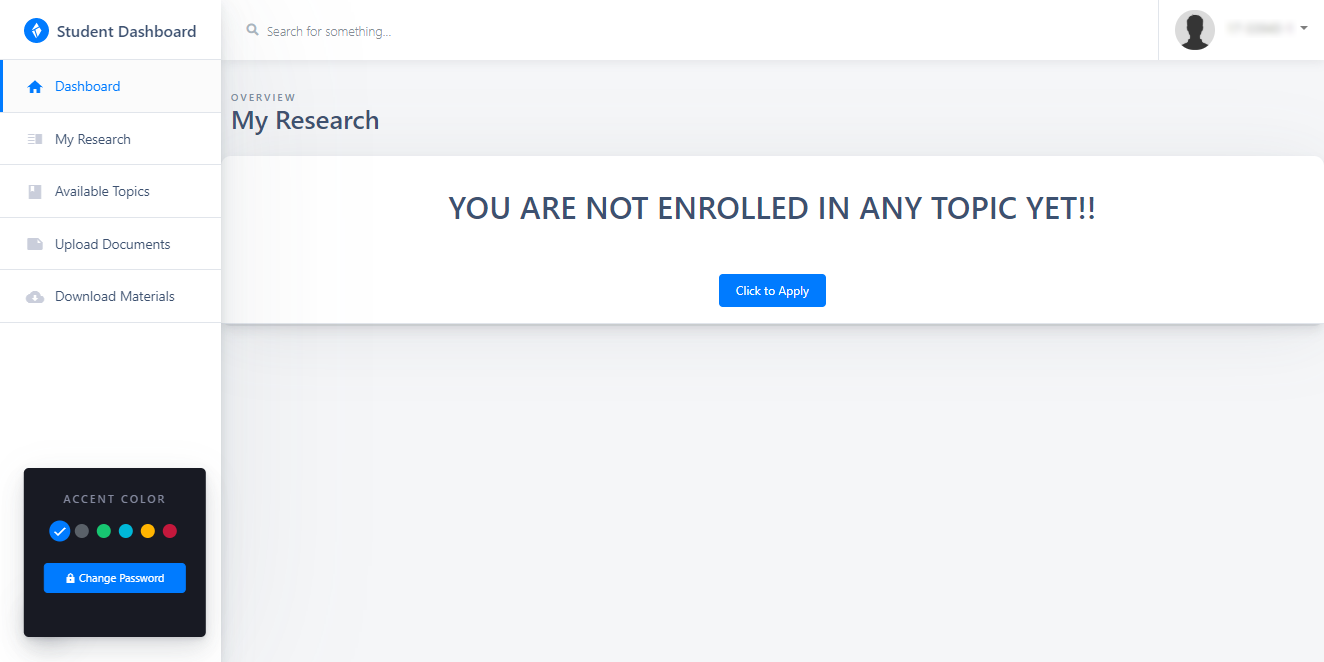 Student Dashboard
Search for something...
Dashboard
My Research
Available Topics
Upload Documents
Download Materials
OVERVIEW
My Research
YOU ARE NOT ENROLLED IN ANY TOPIC YET!!
Click to Apply
ACCENT COLOR
Change Password